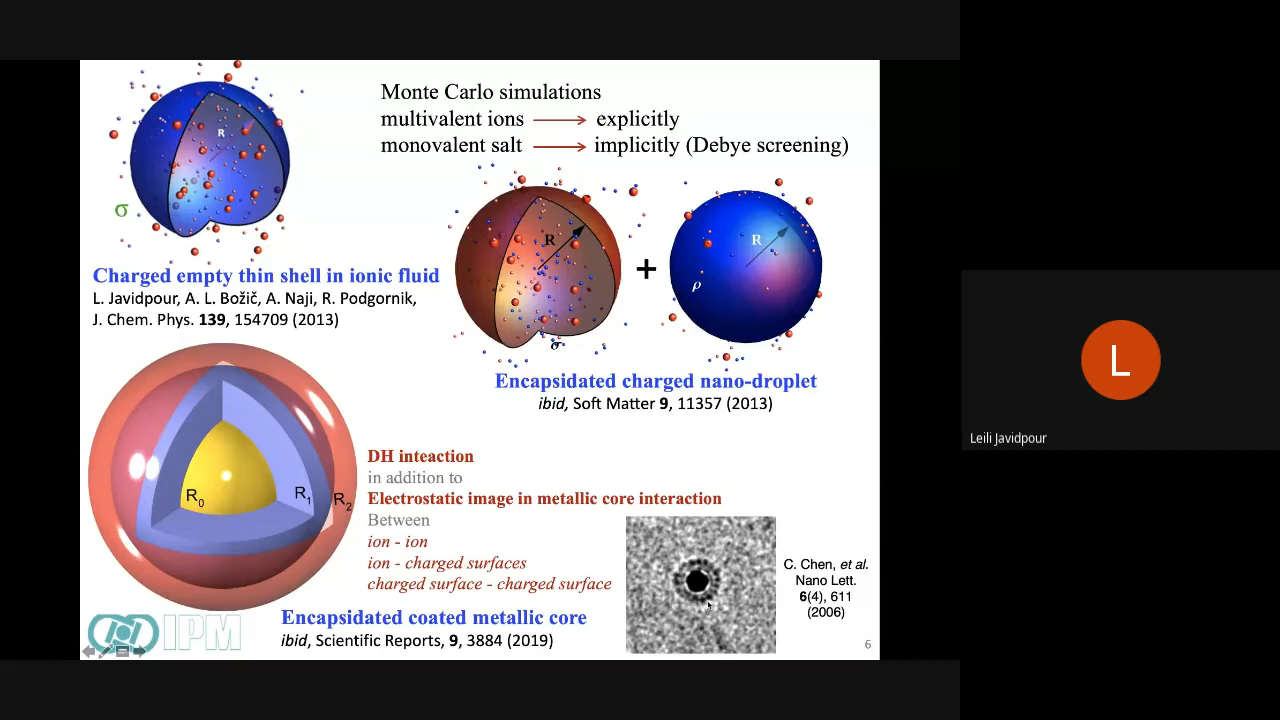 Monte Carlo simulations
multivalent ions → explicitly
monovalent salt → implicitly (Debye screening)
R
σ
Charged empty thin shell in ionic fluid
L. Javidpour, A. L. Božič, A. Naji, R. Podgornik,
J. Chem. Phys. 139, 154709 (2013)
R
σ
+
R
ρ
Encapsidated charged nano-droplet
ibid, Soft Matter 9, 11357 (2013)
R0
R1
R2
DH inteaction
in addition to
Electrostatic image in metallic core interaction
Between
ion - ion
ion - charged surfaces
charged surface - charged surface
C. Chen, et al.
Nano Lett.
6(4), 611
(2006)
Encapsidated coated metallic core
ibid, Scientific Reports, 9, 3884 (2019)
IPM
6
L
Leili Javidpour